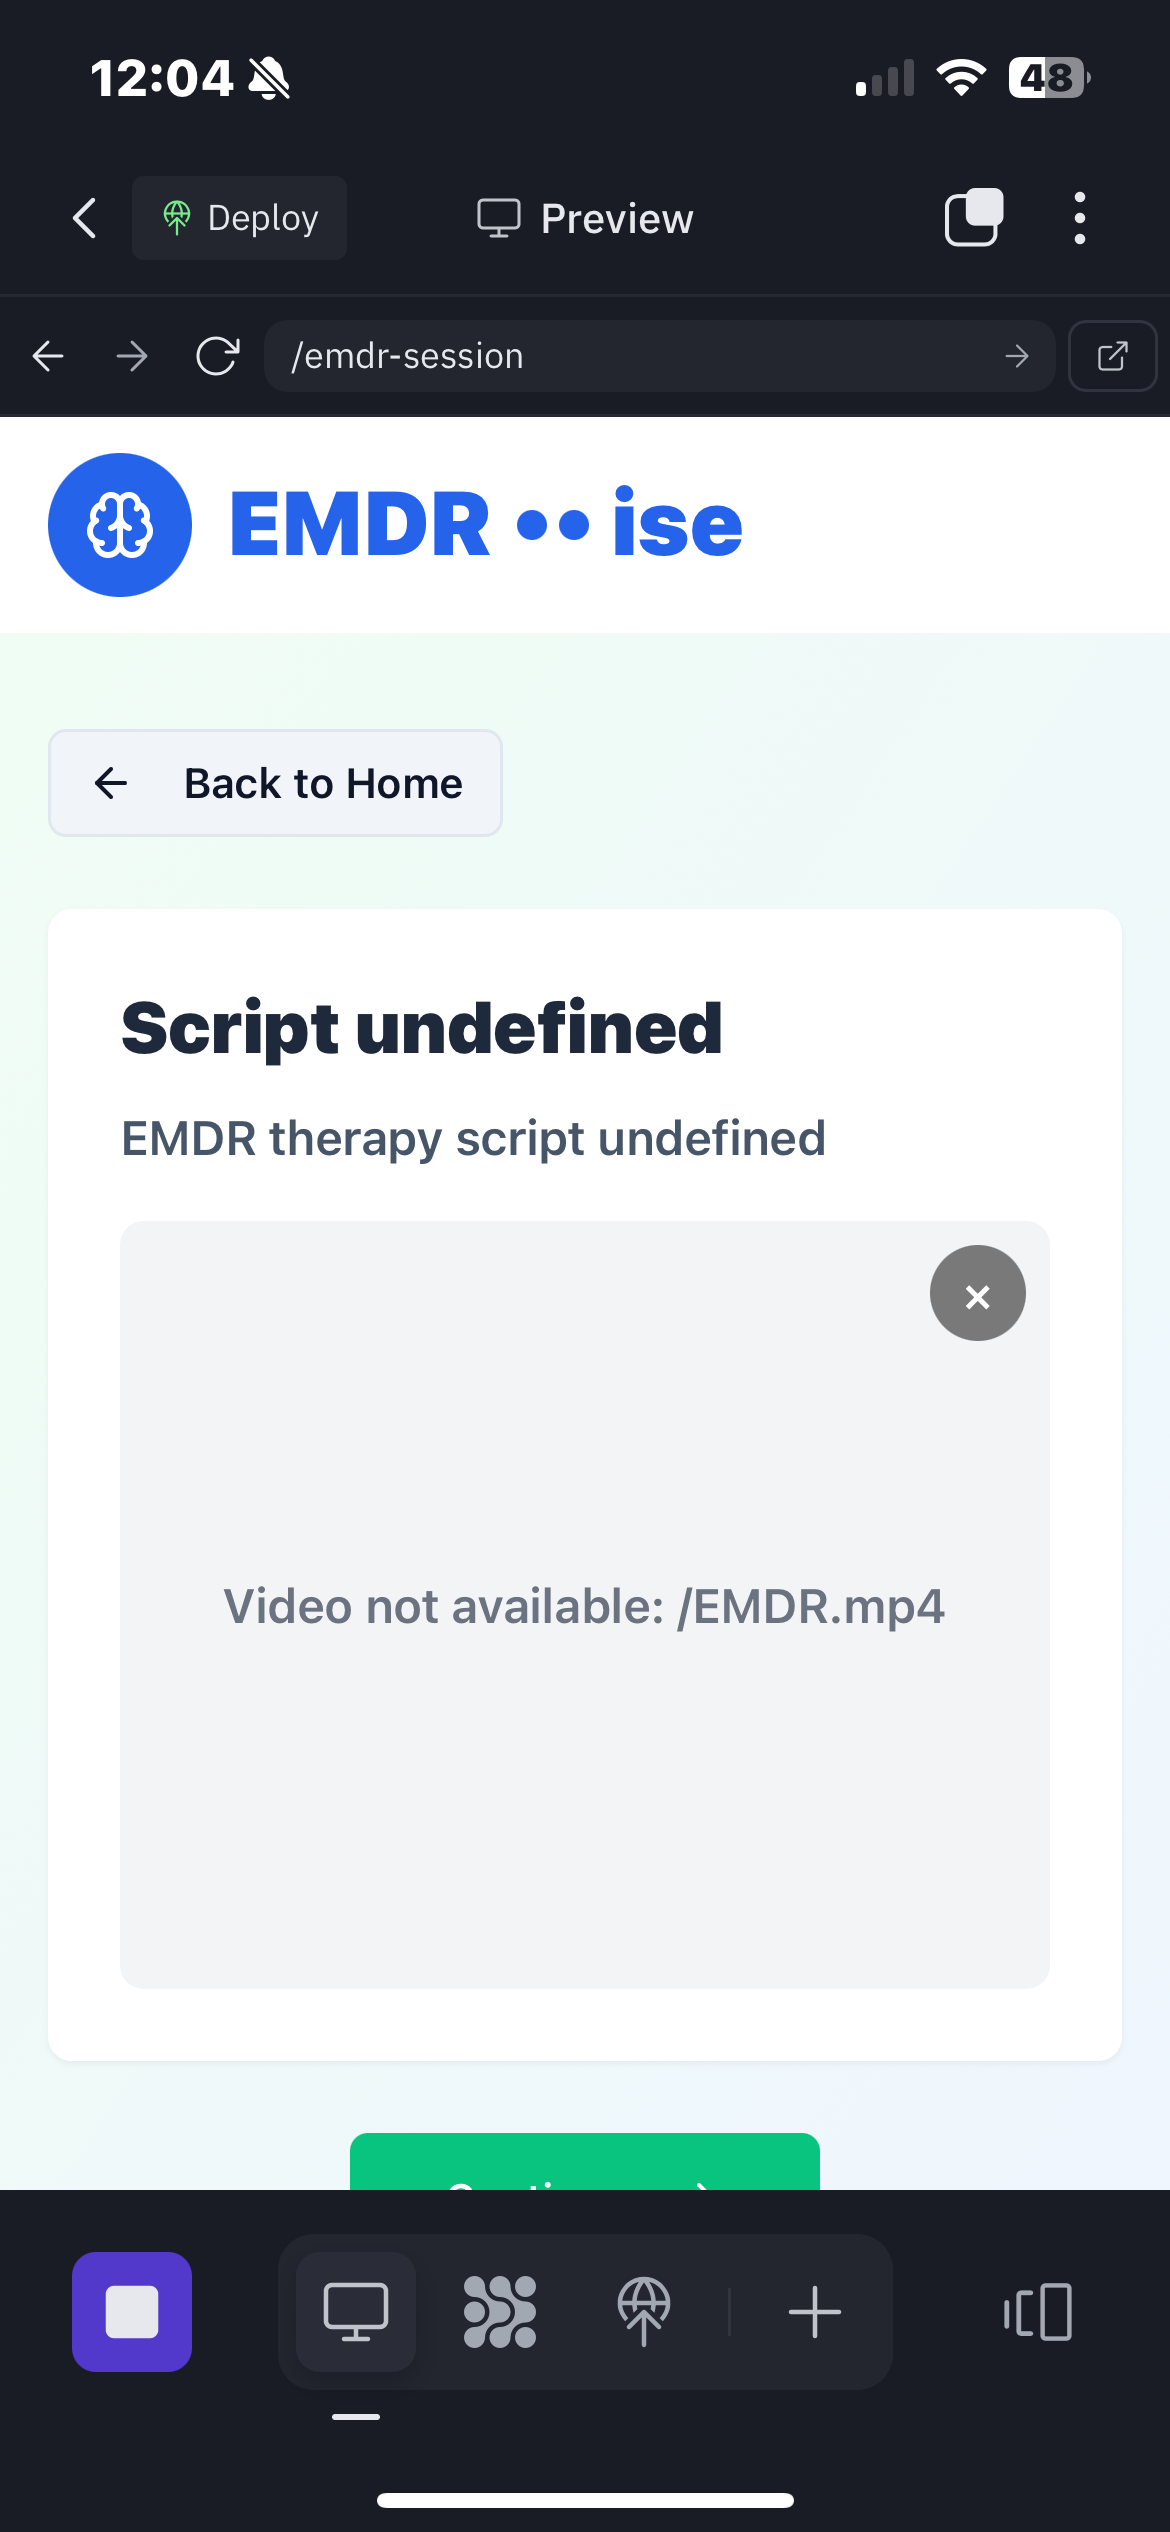 12:04
48
Deploy
Preview
/emdr-session
EMDR •• ise
Back to Home
Script undefined
EMDR therapy script undefined
×
Video not available: /EMDR.mp4